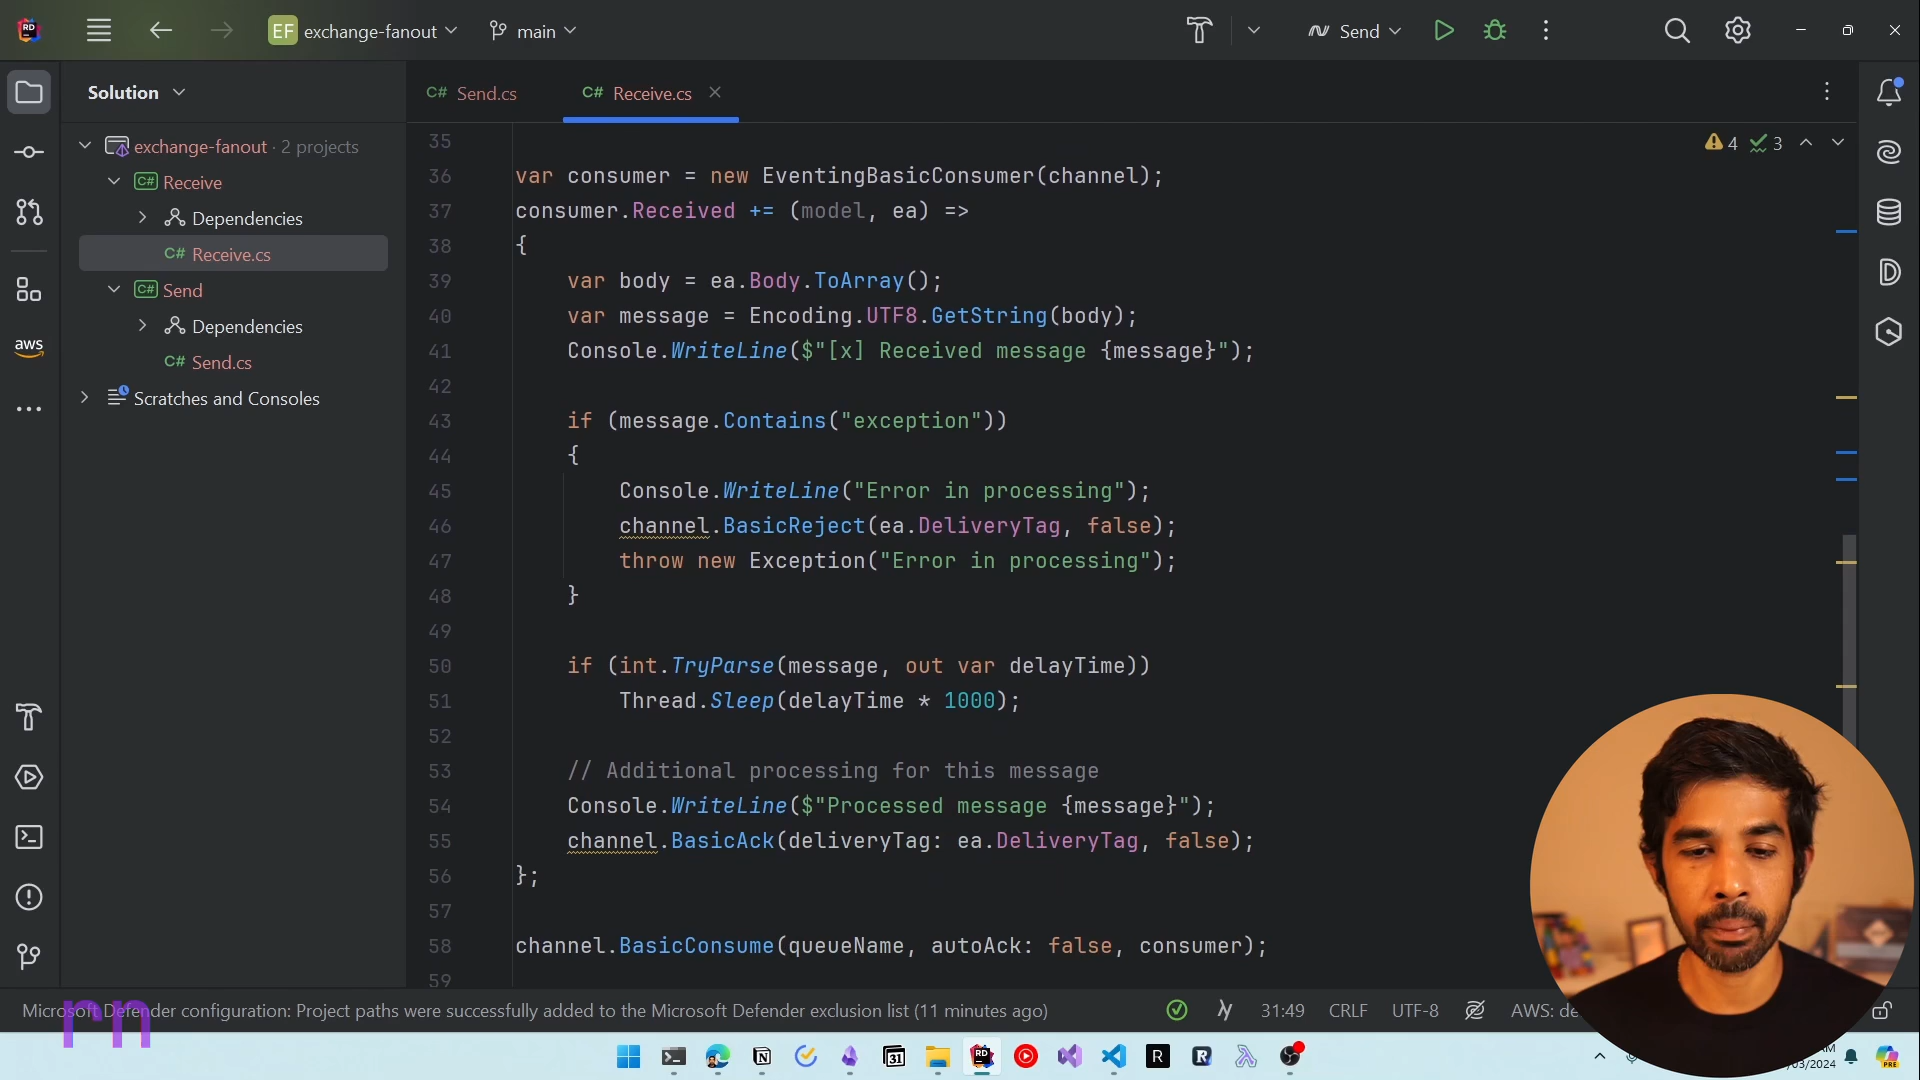 EF exchange-fanout
main
Send
Solution
C# Send.cs
C# Receive.cs
exchange-fanout · 2 projects
C# Receive
Dependencies
C# Receive.cs
C# Send
Dependencies
C# Send.cs
Scratches and Consoles
aws
4
3
35
36 var consumer = new EventingBasicConsumer(channel);
37 consumer.Received += (model, ea) =>
38 {
39 var body = ea.Body.ToArray();
40 var message = Encoding.UTF8.GetString(body);
41 Console.WriteLine($"[x] Received message {message}");
42
43 if (message.Contains("exception"))
44 {
45 Console.WriteLine("Error in processing");
46 channel.BasicReject(ea.DeliveryTag, false);
47 throw new Exception("Error in processing");
48 }
49
50 if (int.TryParse(message, out var delayTime))
51 Thread.Sleep(delayTime * 1000);
52
53 // Additional processing for this message
54 Console.WriteLine($"Processed message {message}");
55 channel.BasicAck(deliveryTag: ea.DeliveryTag, false);
56 };
57
58 channel.BasicConsume(queueName, autoAck: false, consumer);
59
Microsoft Defender configuration: Project paths were successfully added to the Microsoft Defender exclusion list (11 minutes ago)
31:49
CRLF
UTF-8
AWS: de
rn
RD
31
R
PRE